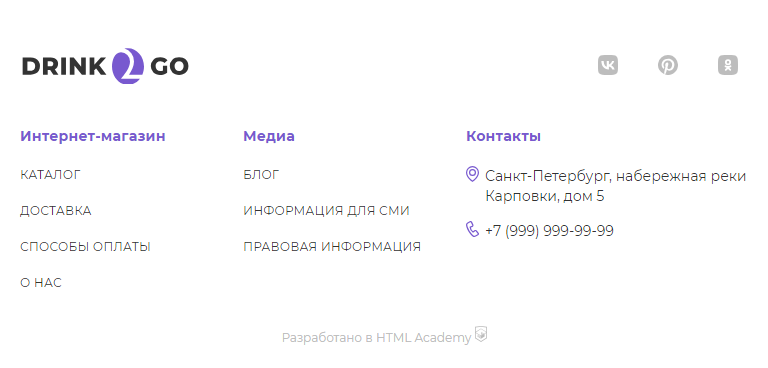 DRINK 2 GO
Интернет-магазин
КАТАЛОГ
ДОСТАВКА
СПОСОБЫ ОПЛАТЫ
О НАС
Медиа
БЛОГ
ИНФОРМАЦИЯ ДЛЯ СМИ
ПРАВОВАЯ ИНФОРМАЦИЯ
Контакты
Санкт-Петербург, набережная реки
Карповки, дом 5
+7 (999) 999-99-99
Разработано в HTML Academy